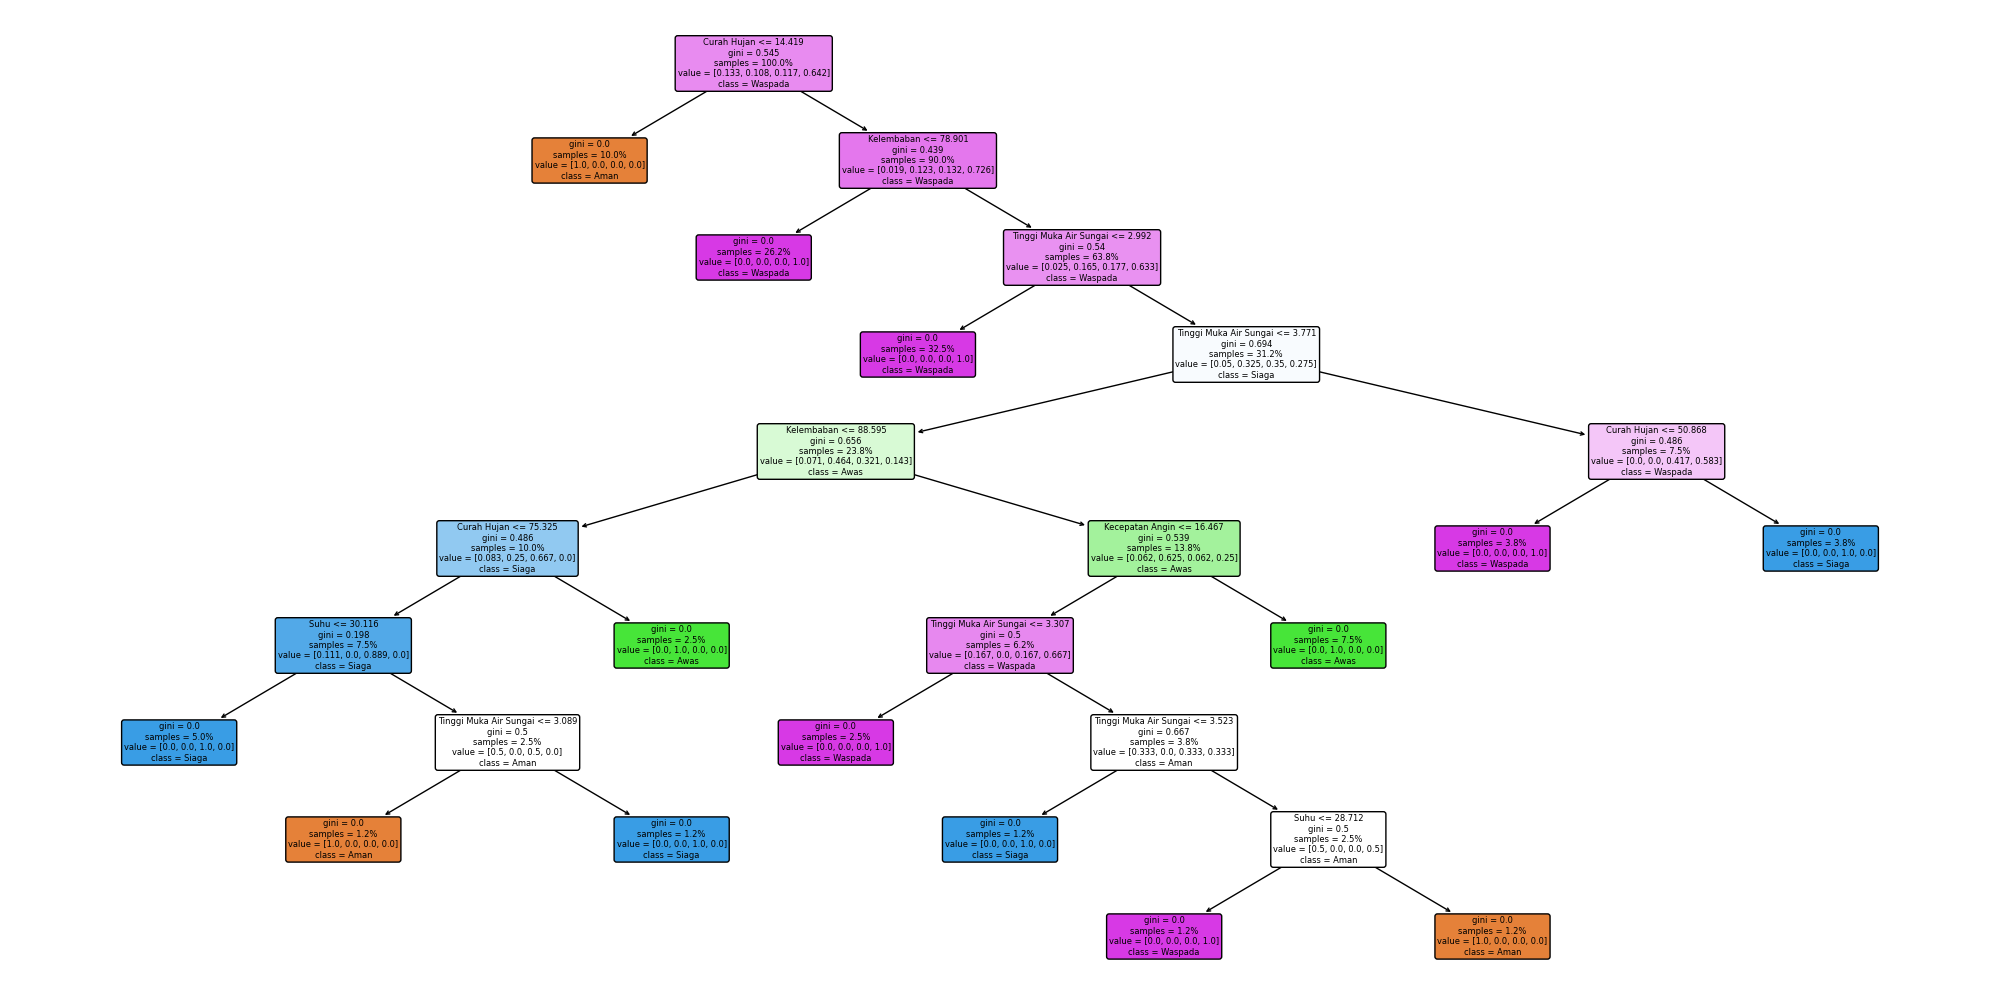 Curah Hujan <= 14.419
gini = 0.545
samples = 100.0%
value = [0.133, 0.108, 0.117, 0.642]
class = Waspada
gini = 0.0
samples = 10.0%
value = [1.0, 0.0, 0.0, 0.0]
class = Aman
Kelembaban <= 78.901
gini = 0.439
samples = 90.0%
value = [0.019, 0.123, 0.132, 0.726]
class = Waspada
gini = 0.0
samples = 26.2%
value = [0.0, 0.0, 0.0, 1.0]
class = Waspada
Tinggi Muka Air Sungai <= 2.992
gini = 0.54
samples = 63.8%
value = [0.025, 0.165, 0.177, 0.633]
class = Waspada
gini = 0.0
samples = 32.5%
value = [0.0, 0.0, 0.0, 1.0]
class = Waspada
Tinggi Muka Air Sungai <= 3.771
gini = 0.694
samples = 31.2%
value = [0.05, 0.325, 0.35, 0.275]
class = Siaga
Kelembaban <= 88.595
gini = 0.656
samples = 23.8%
value = [0.071, 0.464, 0.321, 0.143]
class = Awas
Curah Hujan <= 50.868
gini = 0.486
samples = 7.5%
value = [0.0, 0.0, 0.417, 0.583]
class = Waspada
Curah Hujan <= 75.325
gini = 0.486
samples = 10.0%
value = [0.083, 0.25, 0.667, 0.0]
class = Siaga
Kecepatan Angin <= 16.467
gini = 0.539
samples = 13.8%
value = [0.062, 0.625, 0.062, 0.25]
class = Awas
gini = 0.0
samples = 3.8%
value = [0.0, 0.0, 0.0, 1.0]
class = Waspada
gini = 0.0
samples = 3.8%
value = [0.0, 0.0, 1.0, 0.0]
class = Siaga
Suhu <= 30.116
gini = 0.198
samples = 7.5%
value = [0.111, 0.0, 0.889, 0.0]
class = Siaga
gini = 0.0
samples = 2.5%
value = [0.0, 1.0, 0.0, 0.0]
class = Awas
Tinggi Muka Air Sungai <= 3.307
gini = 0.5
samples = 6.2%
value = [0.167, 0.0, 0.167, 0.667]
class = Waspada
gini = 0.0
samples = 7.5%
value = [0.0, 1.0, 0.0, 0.0]
class = Awas
gini = 0.0
samples = 5.0%
value = [0.0, 0.0, 1.0, 0.0]
class = Siaga
Tinggi Muka Air Sungai <= 3.089
gini = 0.5
samples = 2.5%
value = [0.5, 0.0, 0.5, 0.0]
class = Aman
gini = 0.0
samples = 2.5%
value = [0.0, 0.0, 0.0, 1.0]
class = Waspada
Tinggi Muka Air Sungai <= 3.523
gini = 0.667
samples = 3.8%
value = [0.333, 0.0, 0.333, 0.333]
class = Aman
gini = 0.0
samples = 1.2%
value = [1.0, 0.0, 0.0, 0.0]
class = Aman
gini = 0.0
samples = 1.2%
value = [0.0, 0.0, 1.0, 0.0]
class = Siaga
gini = 0.0
samples = 1.2%
value = [0.0, 0.0, 1.0, 0.0]
class = Siaga
Suhu <= 28.712
gini = 0.5
samples = 2.5%
value = [0.5, 0.0, 0.0, 0.5]
class = Aman
gini = 0.0
samples = 1.2%
value = [0.0, 0.0, 0.0, 1.0]
class = Waspada
gini = 0.0
samples = 1.2%
value = [1.0, 0.0, 0.0, 0.0]
class = Aman